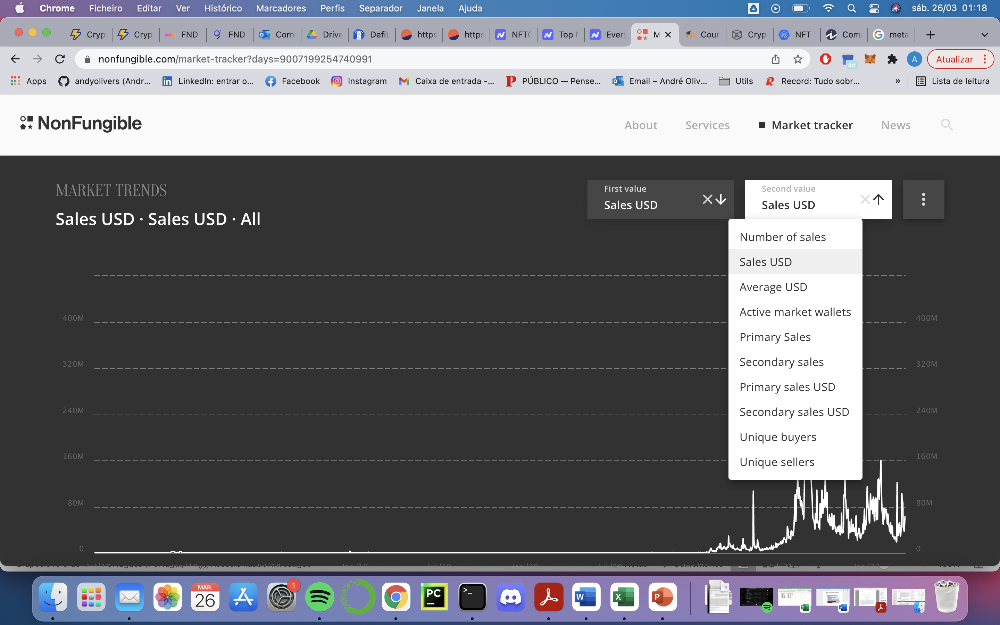 Chrome Ficheiro Editar Ver Histórico Marcadores Perfis Separador Janela Ajuda sáb. 26/03 01:18
Cryp Cryp FND FND Corre Drive DefiL https https NFTC Top Every M Cour Cryp NFT Com meta
nonfungible.com/market-tracker?days=9007199254740991 4d A Atualizar
Apps andyolivers (Andr... LinkedIn: entrar o... Facebook Instagram Caixa de entrada -... PÚBLICO — Pense... Email – André Oliv... Utils Record: Tudo sobr... » Lista de leitura
NonFungible About Services Market tracker News
MARKET TRENDS
Sales USD · Sales USD · All
First value
Sales USD
Second value
Sales USD
Number of sales
Sales USD
Average USD
Active market wallets
Primary Sales
Secondary sales
Primary sales USD
Secondary sales USD
Unique buyers
Unique sellers
400M 400M
320M 320M
240M 240M
160M 160M
80M 80M
0 0
1
MAR.
26
PC
>_
W
X
P